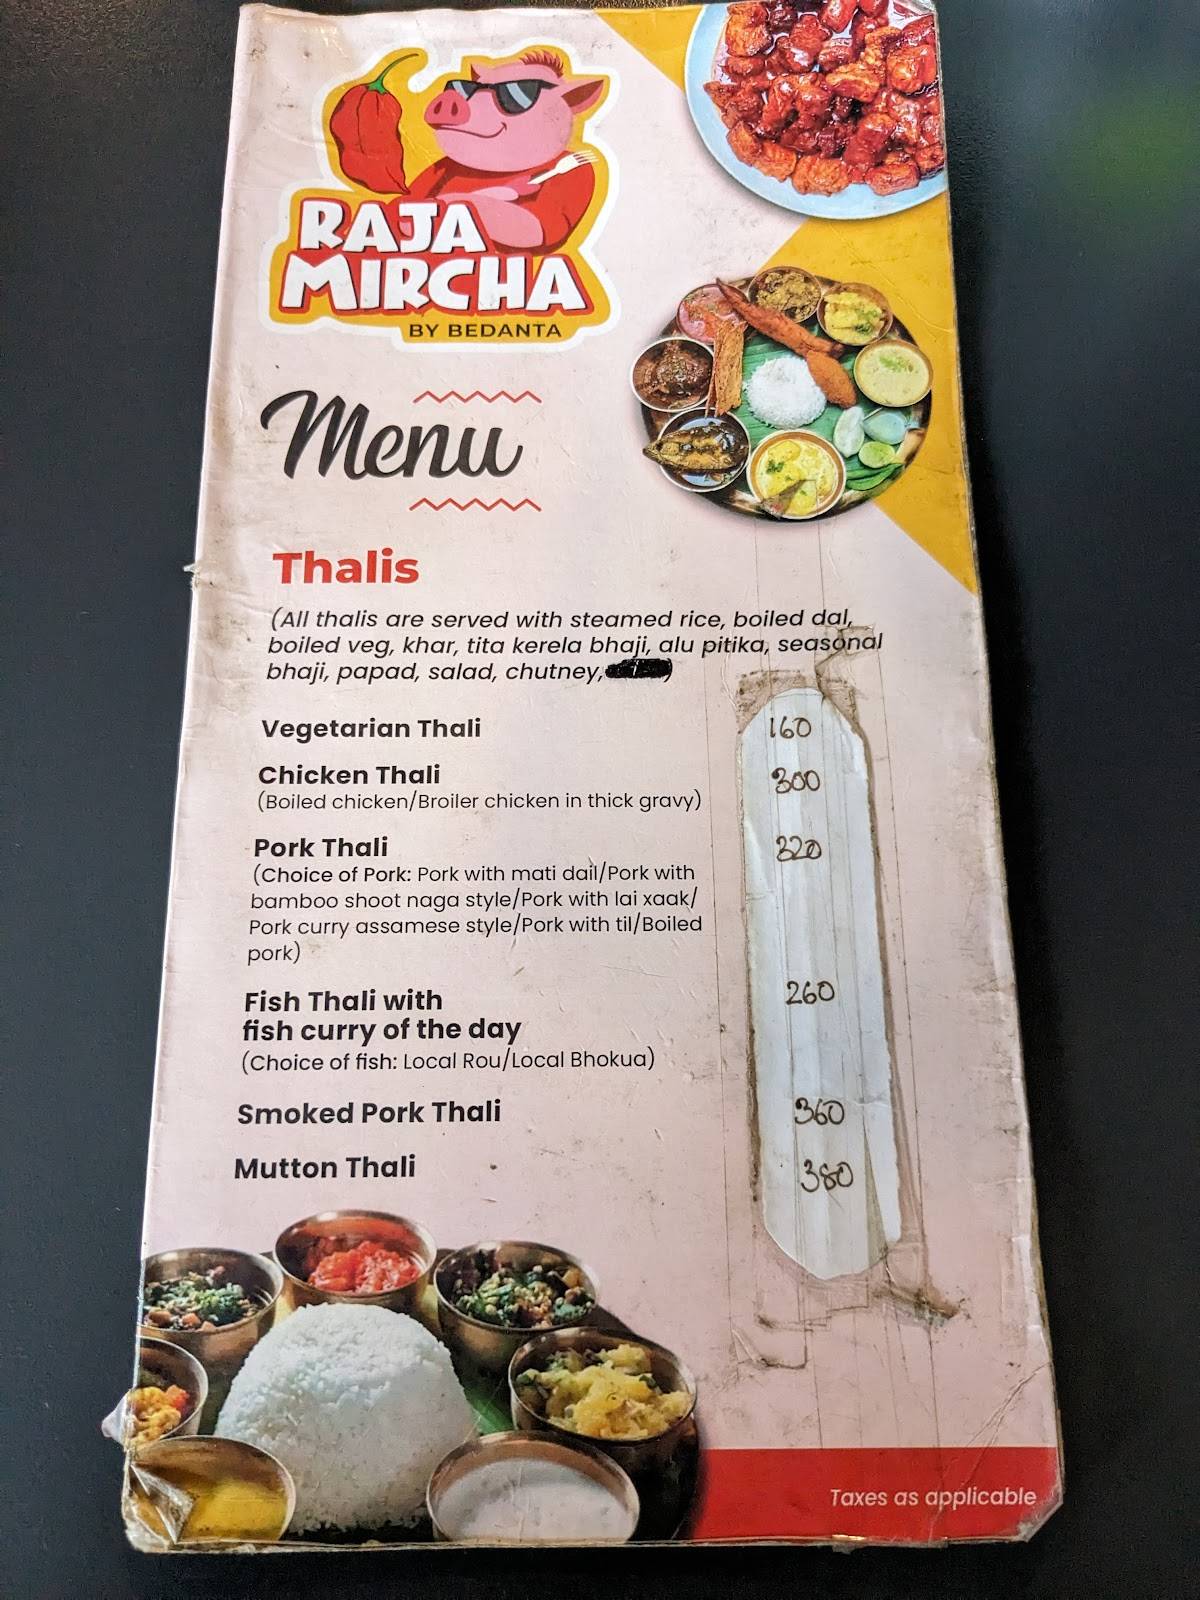 RAJA
MIRCHA
BY BEDANTA
Menu
Thalis
(All thalis are served with steamed rice, boiled dal,
boiled veg, khar, tita kerela bhaji, alu pitika, seasonal
bhaji, papad, salad, chutney, )
Vegetarian Thali 160
Chicken Thali 300
(Boiled chicken/Broiler chicken in thick gravy)
Pork Thali 320
(Choice of Pork: Pork with mati dail/Pork with
bamboo shoot naga style/Pork with lai xaak/
Pork curry assamese style/Pork with til/Boiled
pork)
Fish Thali with 260
fish curry of the day
(Choice of fish: Local Rou/Local Bhokua)
Smoked Pork Thali 360
Mutton Thali 380
Taxes as applicable